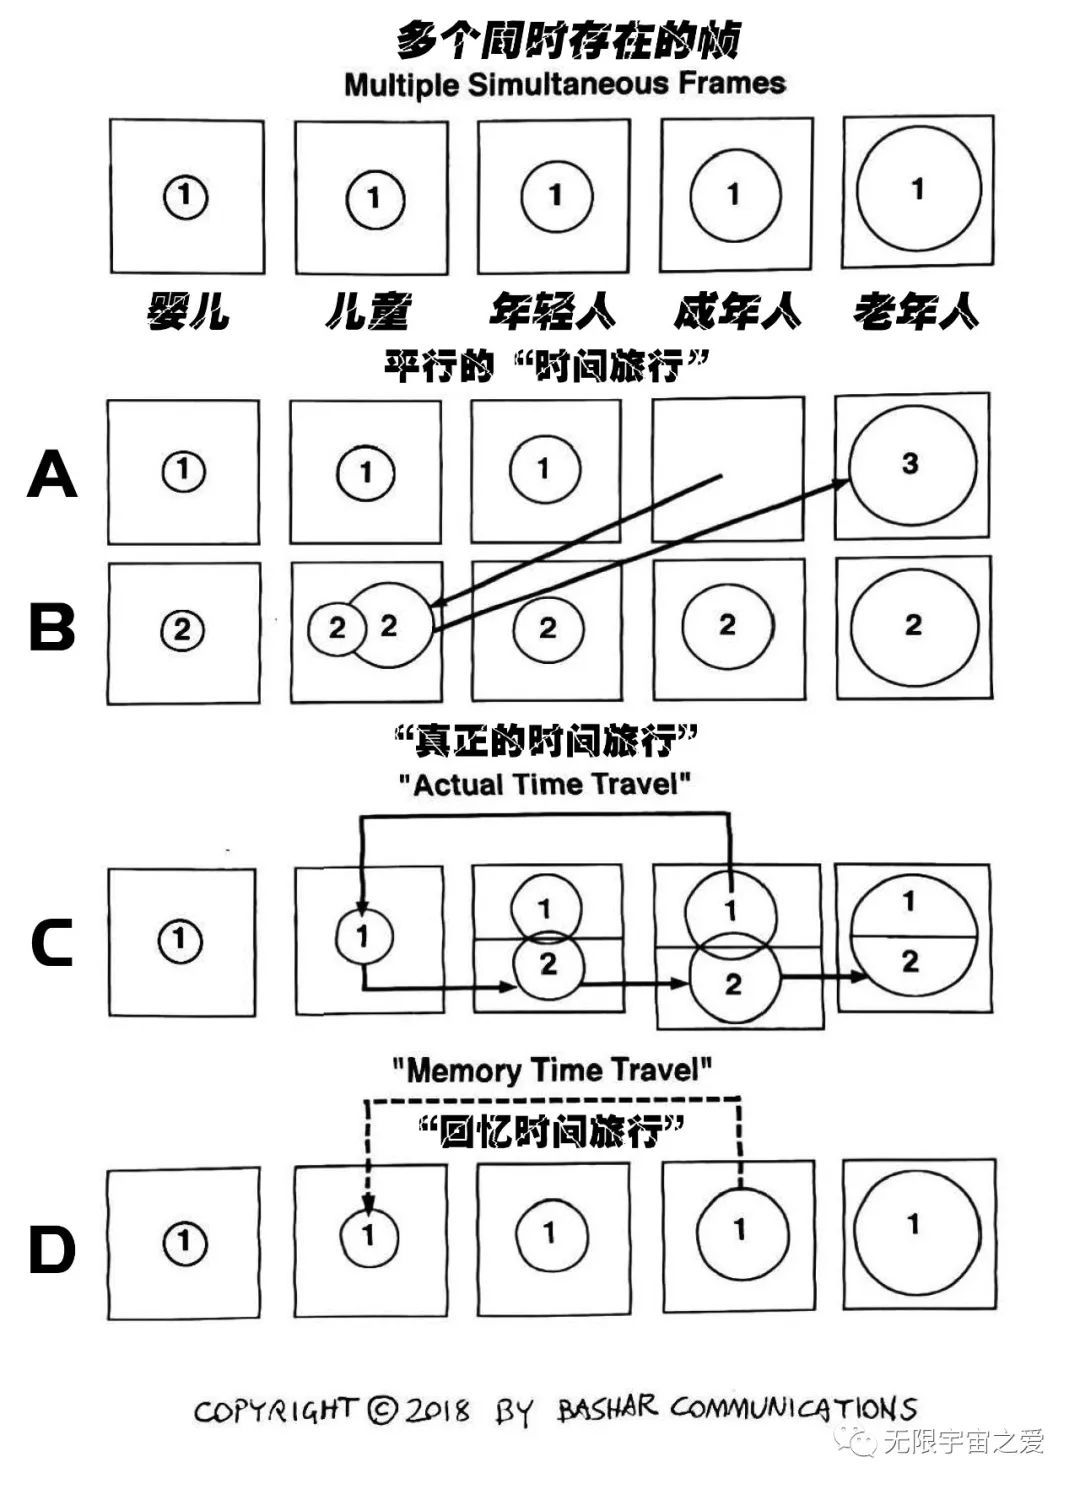 多个同时存在的帧
Multiple Simultaneous Frames
1 1 1 1 1
婴儿 儿童 年轻人 成年人 老年人
平行的 “时间旅行”
A 1 1 1 3
B 2 2 2 2 2 2
“真正的时间旅行”
"Actual Time Travel"
1 1 1
C 1 1
2 2 2
"Memory Time Travel"
“回忆时间旅行”
D 1 1 1 1 1
COPYRIGHT © 2018 BY BASHAR COMMUNICATIONS
无限宇宙之爱